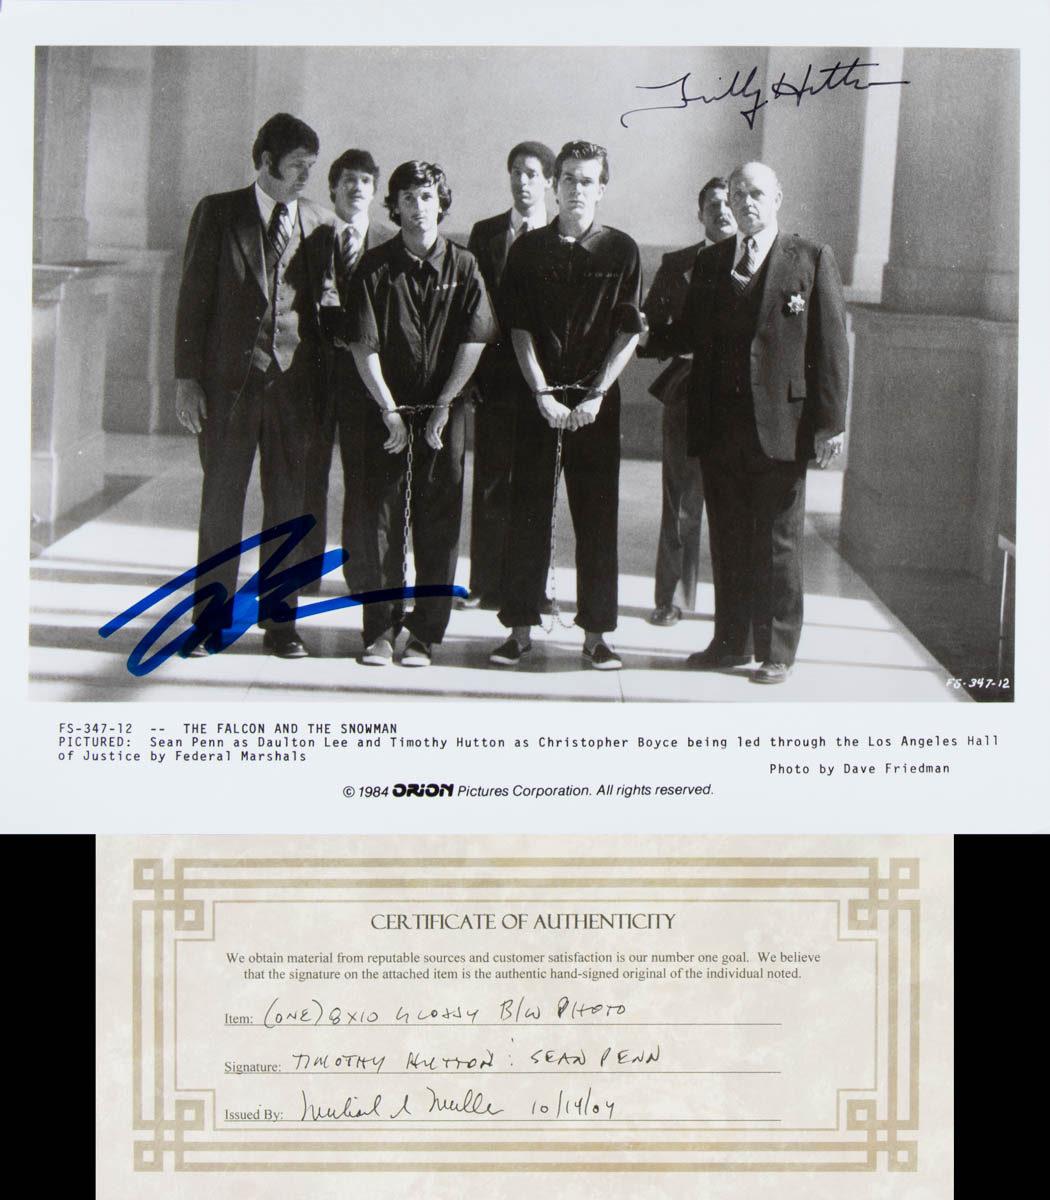 Timothy Hutton
FS-347-12
FS-347-12 -- THE FALCON AND THE SNOWMAN
PICTURED: Sean Penn as Daulton Lee and Timothy Hutton as Christopher Boyce being led through the Los Angeles Hall
of Justice by Federal Marshals
Photo by Dave Friedman
© 1984 ORION Pictures Corporation. All rights reserved.
CERTIFICATE OF AUTHENTICITY
We obtain material from reputable sources and customer satisfaction is our number one goal. We believe
that the signature on the attached item is the authentic hand-signed original of the individual noted.
Item: (ONE) 8X10 GLOSSY B/W PHOTO
Signature: TIMOTHY HUTTON : SEAN PENN
Issued By: 10/14/04